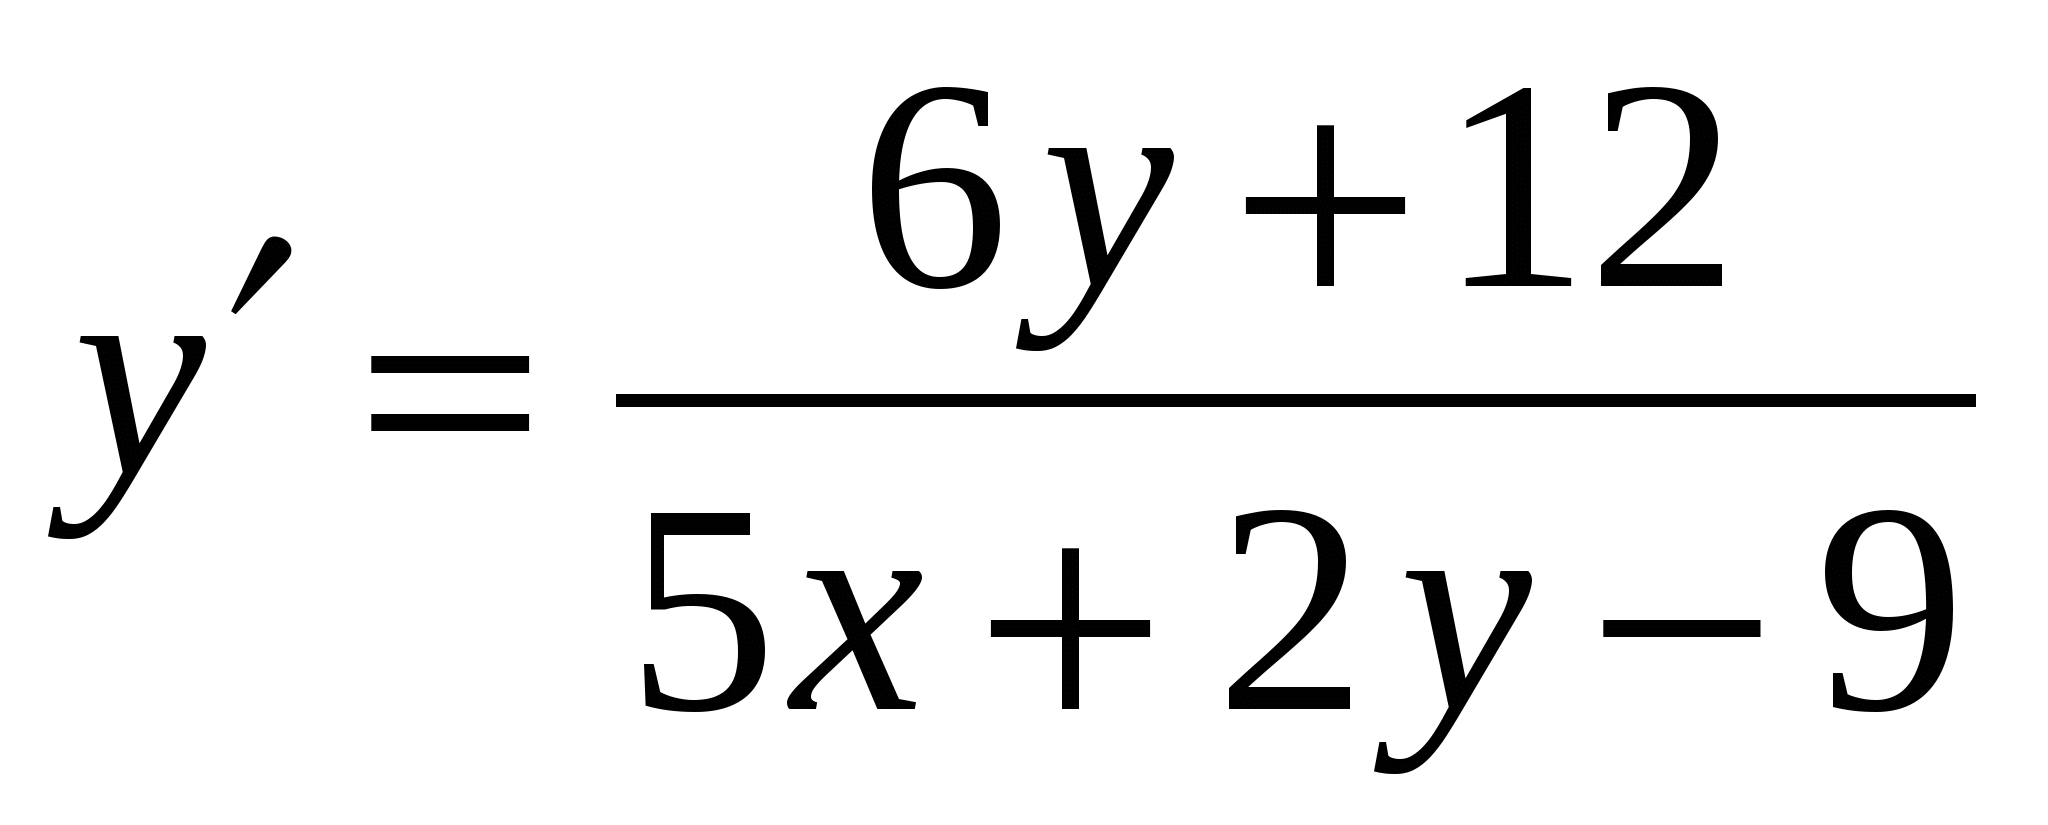 y′ = (6y + 12) / (5x + 2y − 9)